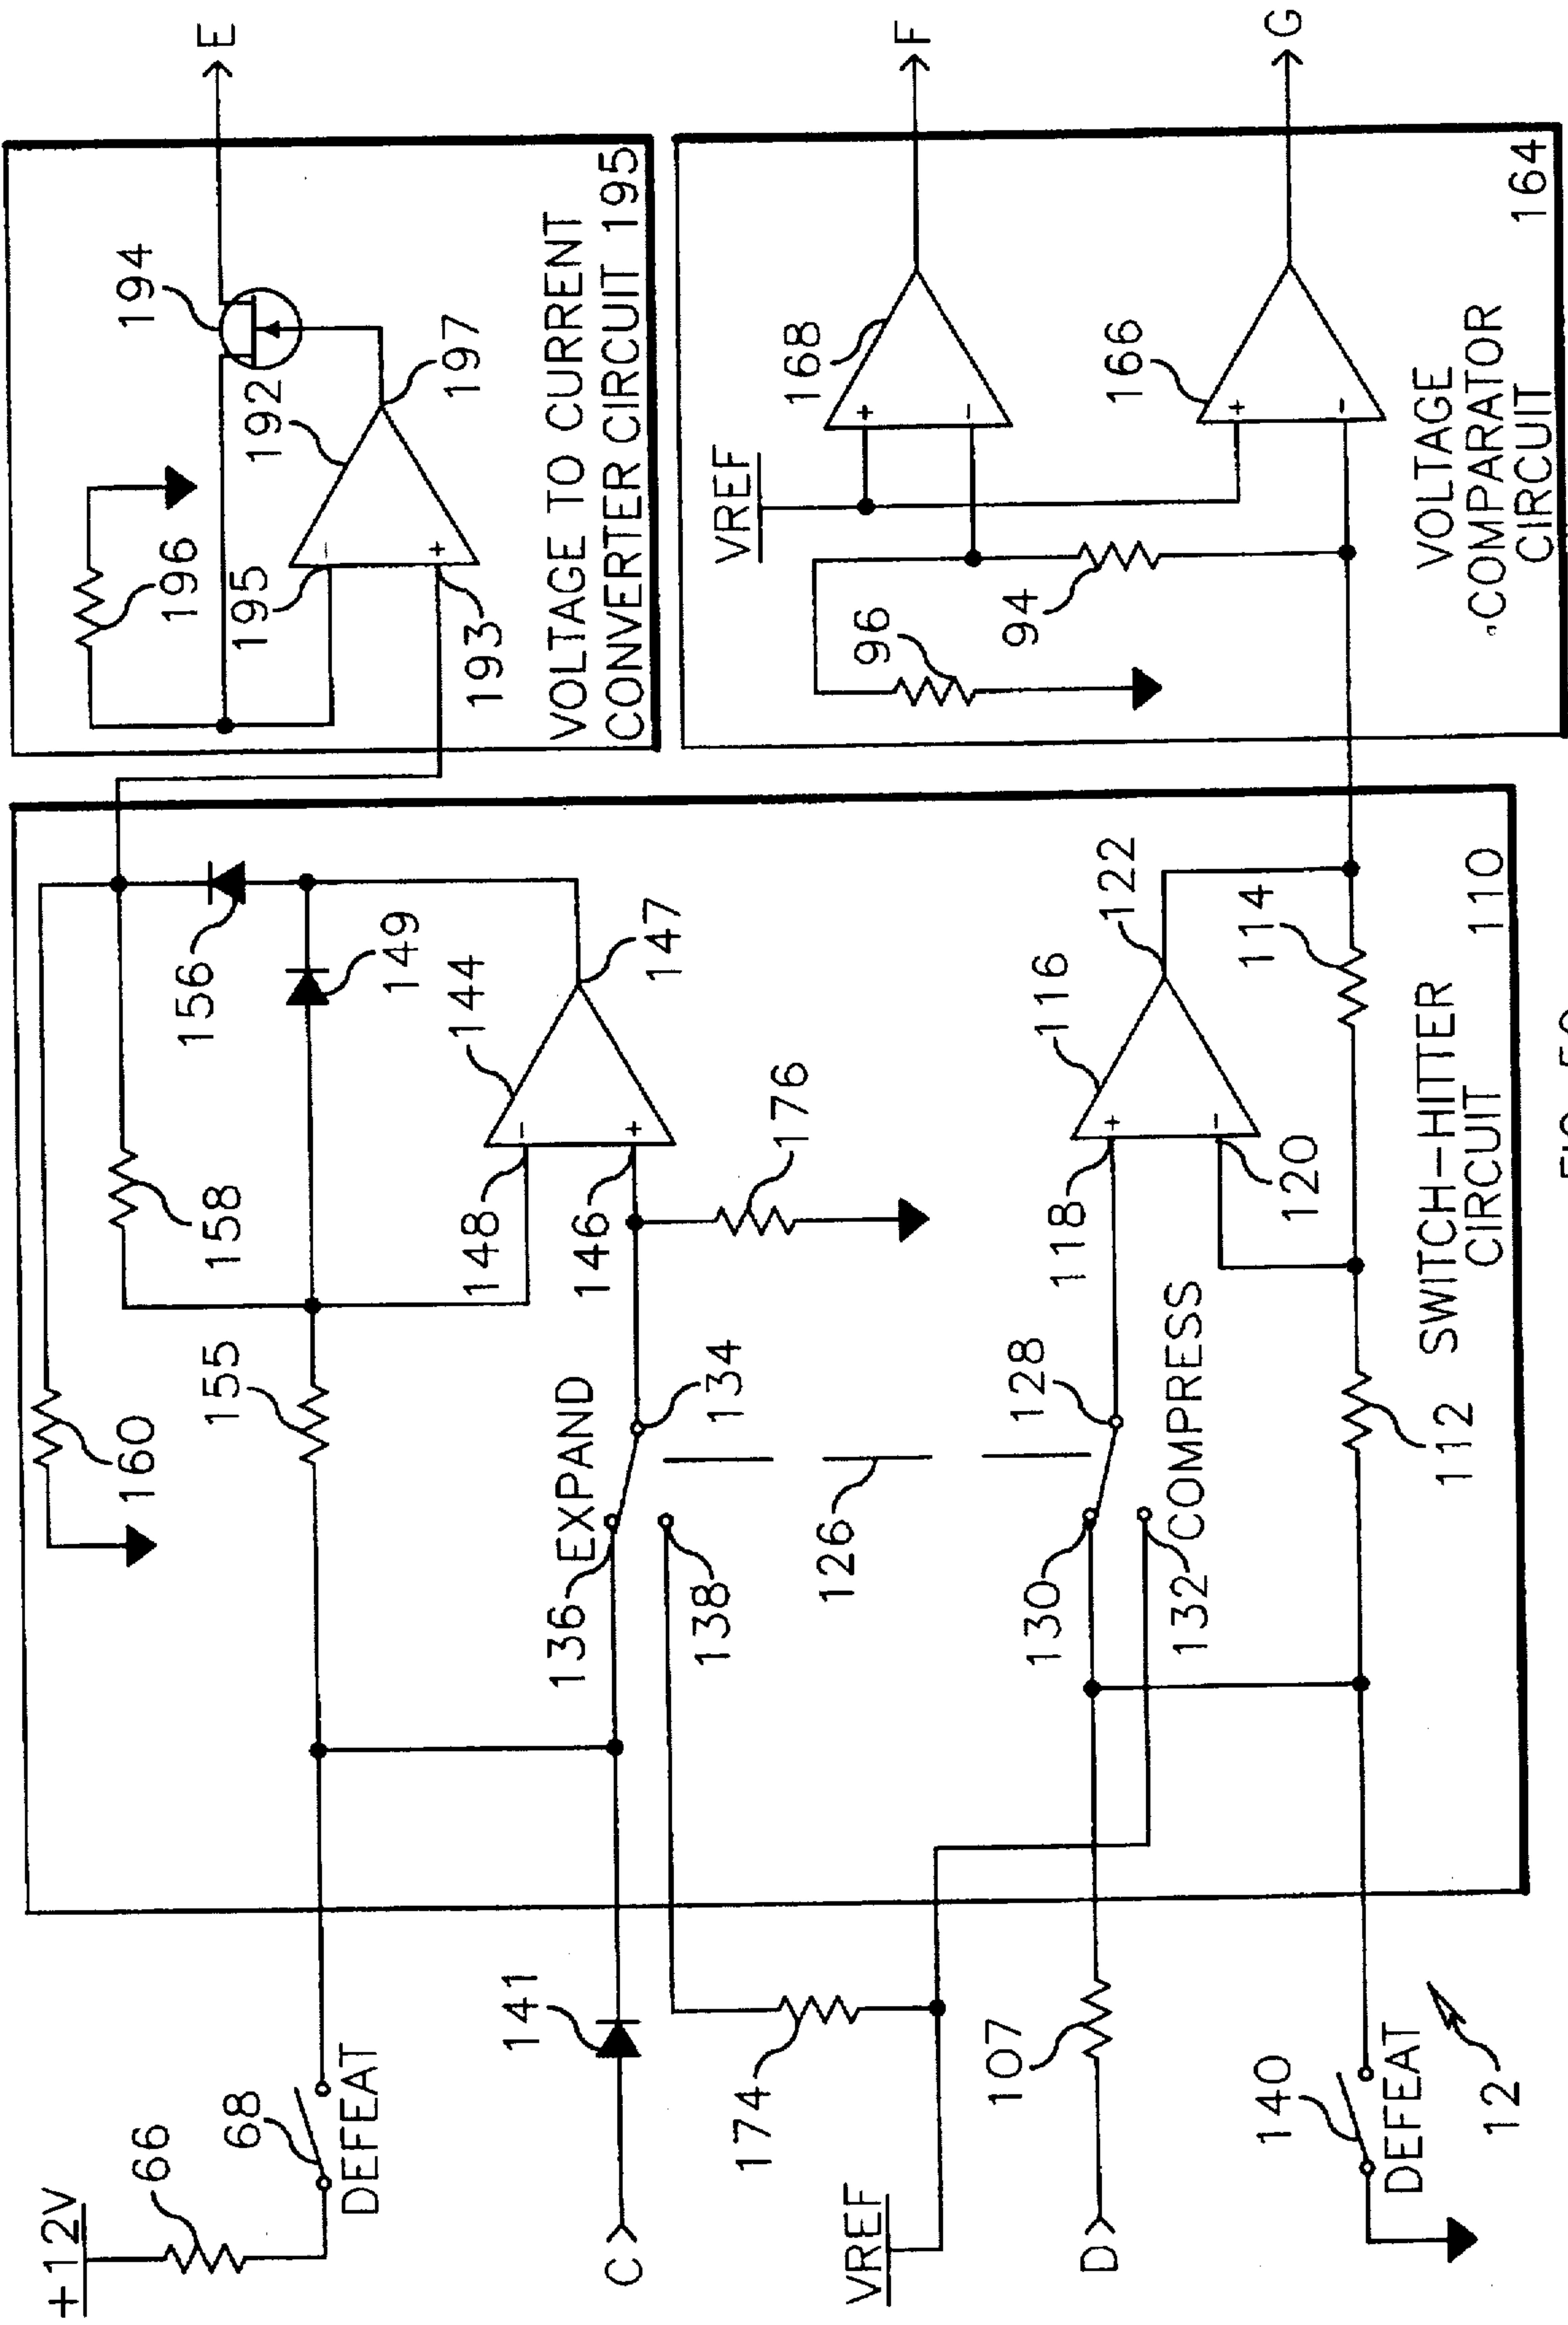 +12V
66
68
DEFEAT
C
141
174
VREF
D
107
140
DEFEAT
12
160
155
158
156
149
148
144
147
146
176
EXPAND
136
134
138
126
118
116
122
120
128
130
132
COMPRESS
112
114
SWITCH-HITTER
CIRCUIT
110
196
195
192
194
193
197
VOLTAGE TO CURRENT
CONVERTER CIRCUIT 195
E
VREF
168
96
94
166
VOLTAGE
COMPARATOR
CIRCUIT
164
F
G